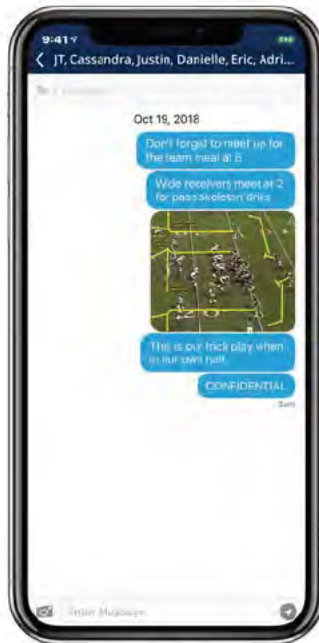 9:41
JT, Cassandra, Justin, Danielle, Eric, Adri...
Oct 19, 2018
Don't forget to meet up for
the team meal at 6
Wide receivers meet at 2
for pass skeleton drills
This is our trick play when
in our own half.
CONFIDENTIAL
Sent
Enter Message